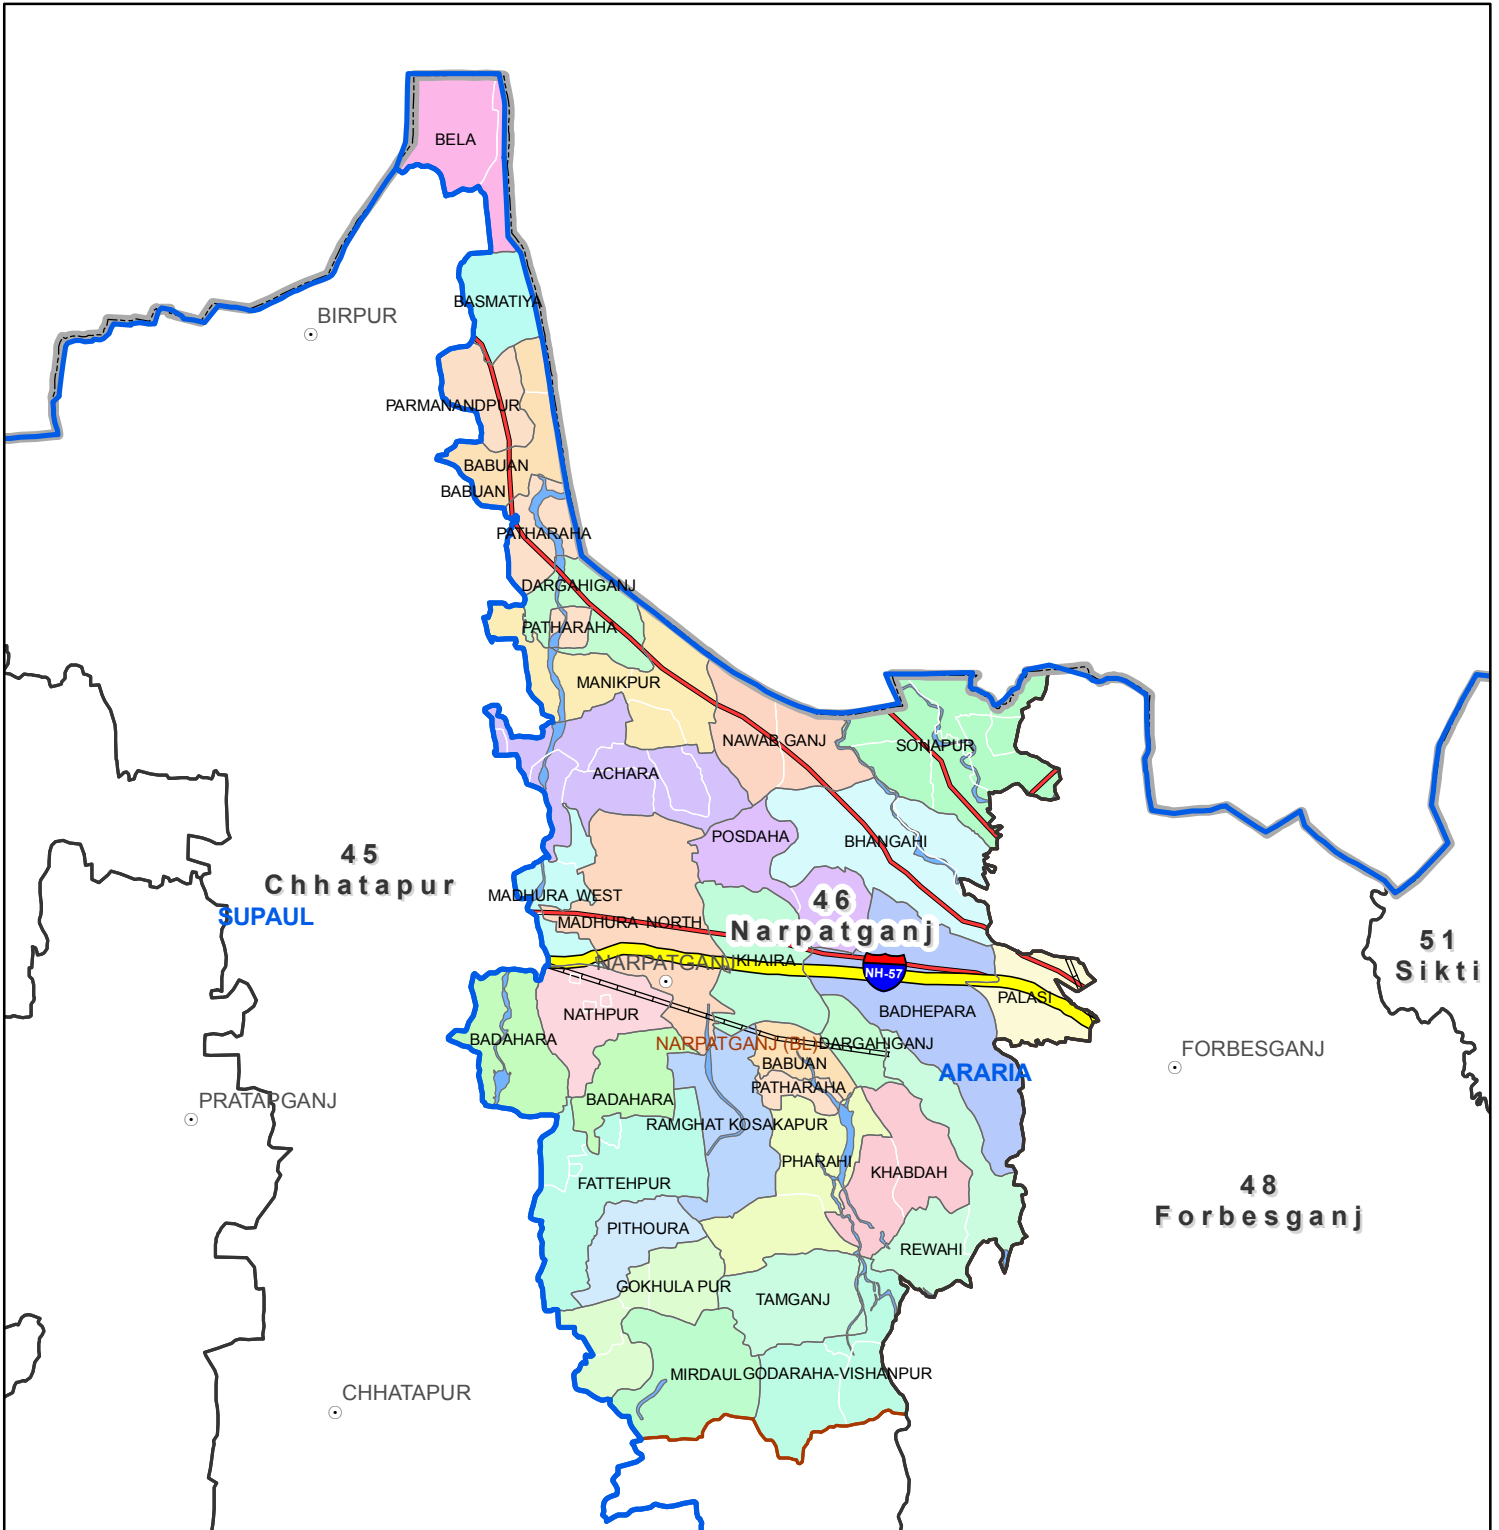 BELA
BASMATIYA
BIRPUR
PARMANANDPUR
BABUAN
BABUAN
PATHARAHA
DARGAHIGANJ
PATHARAHA
MANIKPUR
NAWAB GANJ
SONAPUR
ACHARA
POSDAHA
BHANGAHI
45
Chhatapur
SUPAUL
MADHURA WEST
MADHURA NORTH
46
Narpatganj
51
Sikti
NARPATGANJ
KHAIRA
NH-57
PALASI
BADHEPARA
NATHPUR
BADAHARA
NARPATGANJ (BL)
DARGAHIGANJ
FORBESGANJ
BABUAN
ARARIA
PATHARAHA
BADAHARA
PRATAPGANJ
RAMGHAT KOSAKAPUR
PHARAHI
KHABDAH
FATTEHPUR
48
Forbesganj
PITHOURA
REWAHI
GOKHULA PUR
TAMGANJ
MIRDAUL
GODARAHA-VISHANPUR
CHHATAPUR